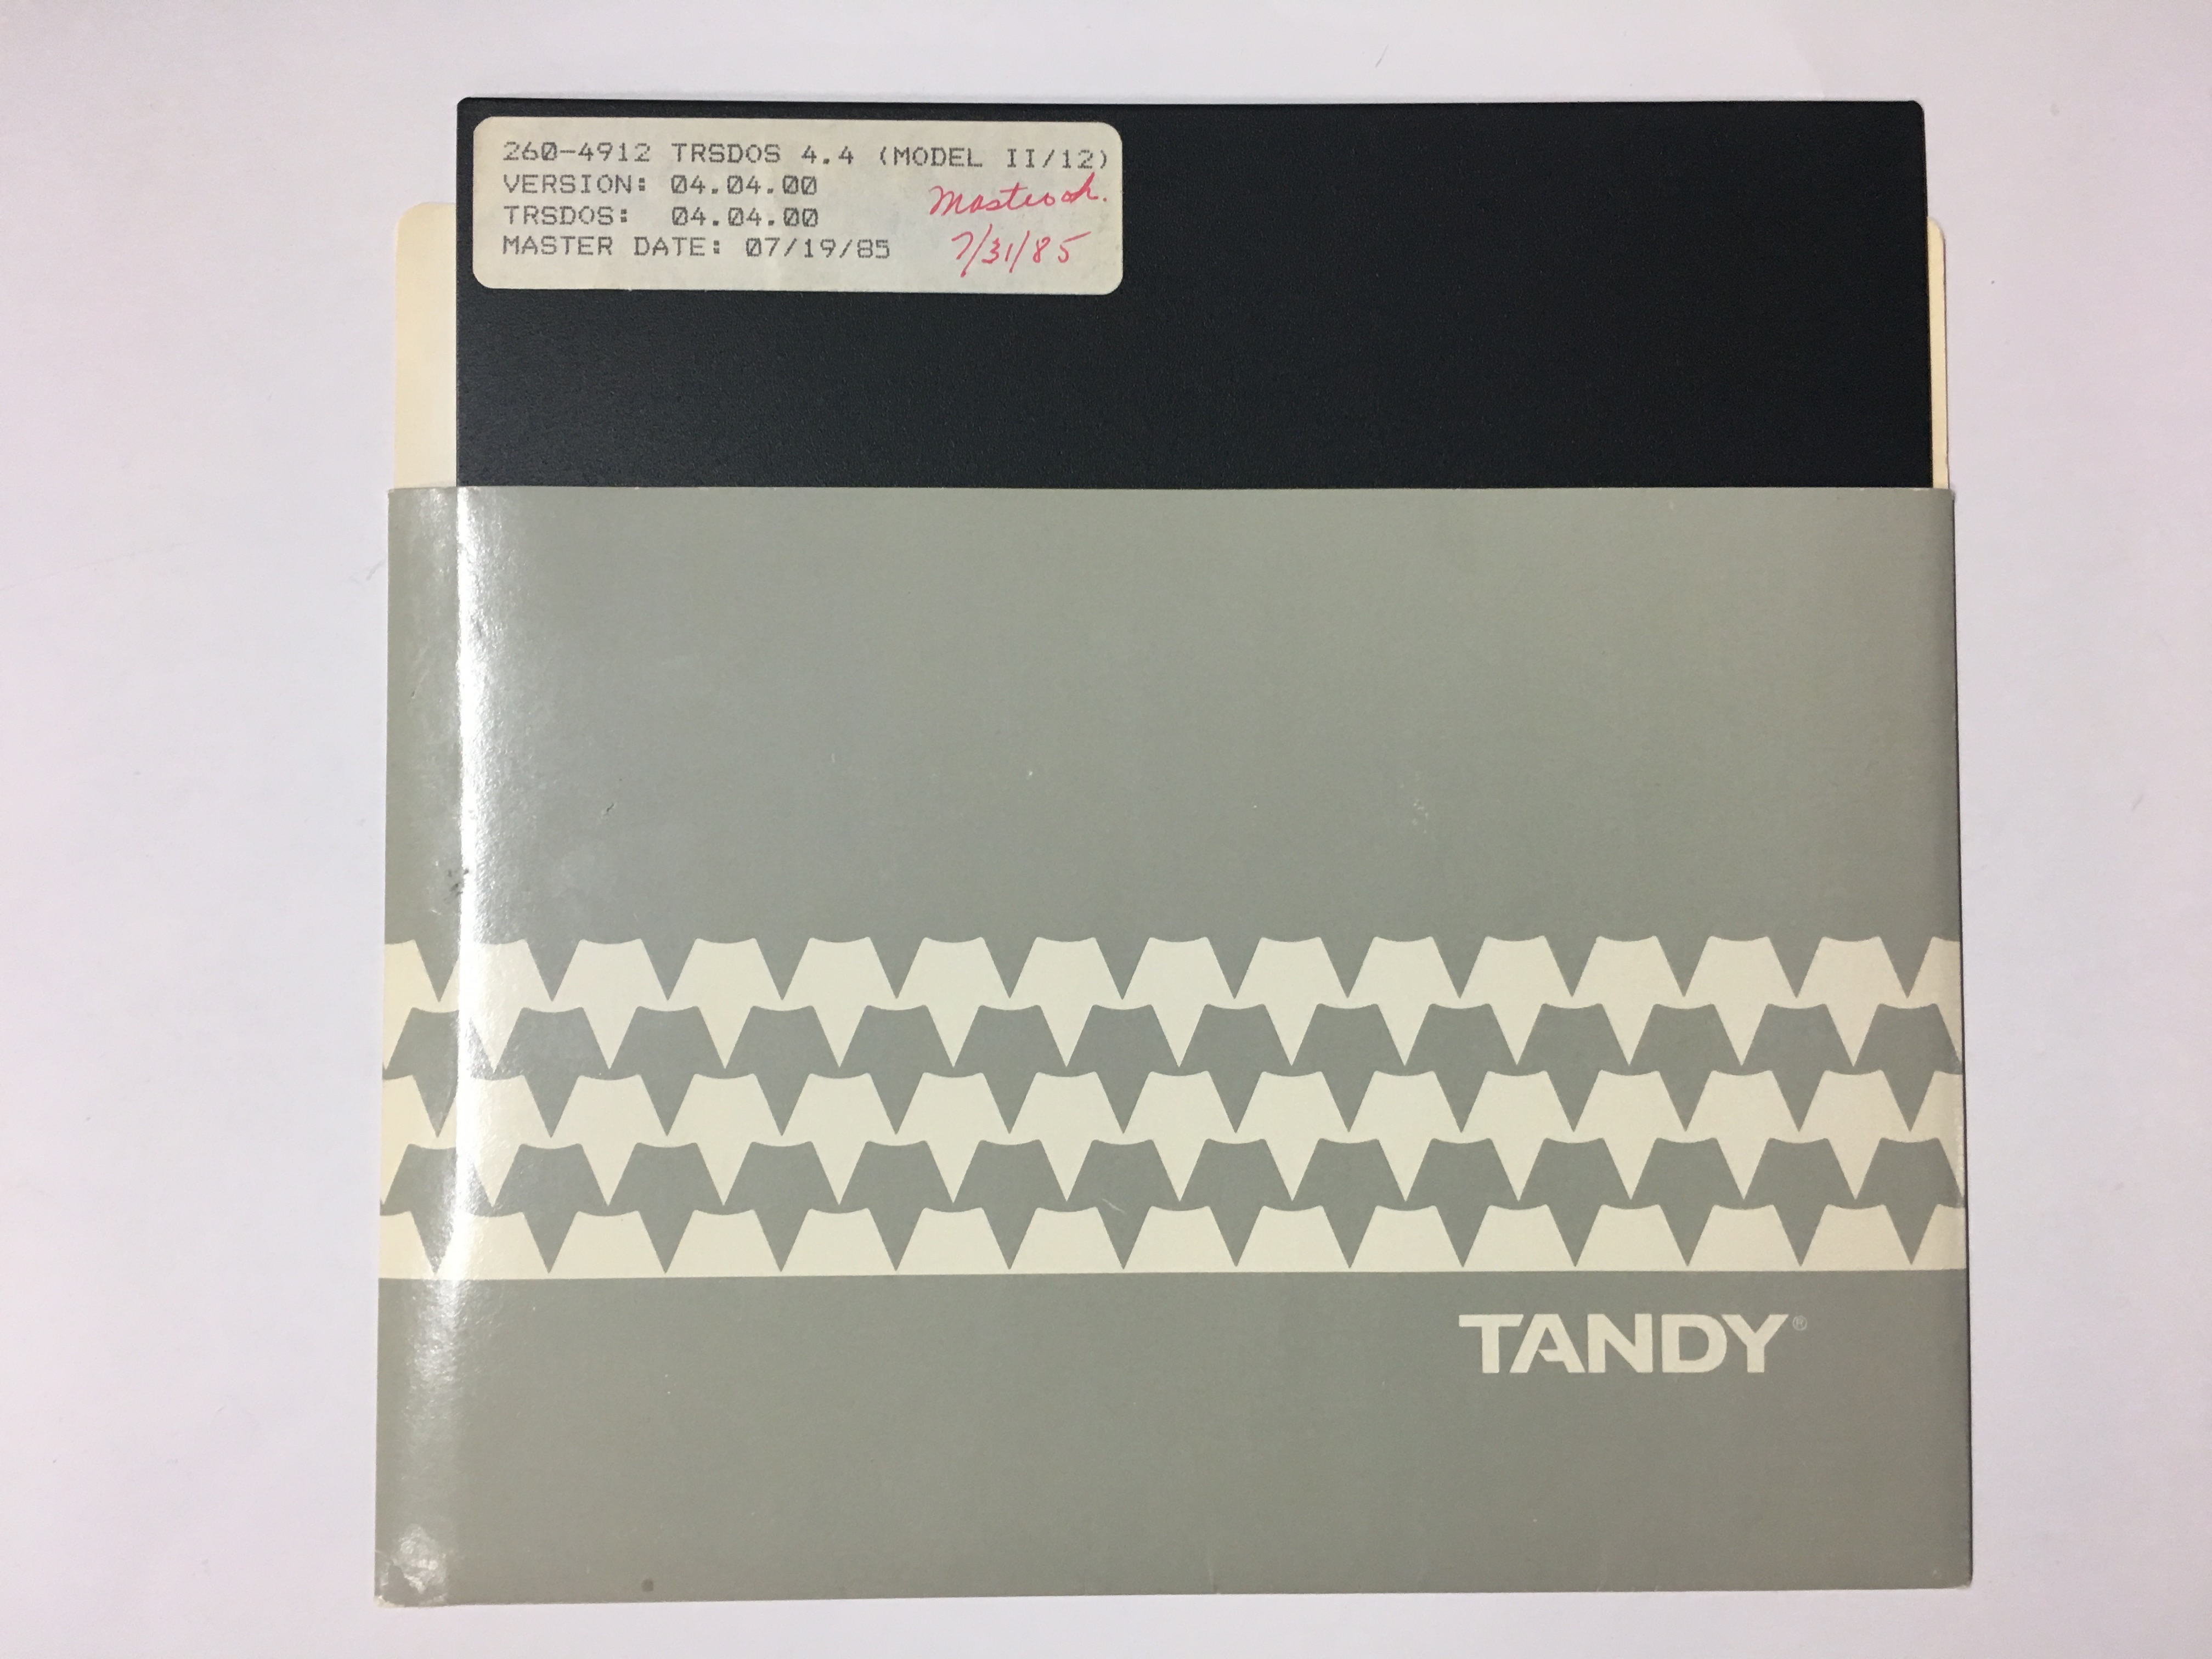 260-4912 TRSDOS 4.4 (MODEL II/12)
VERSION: 04.04.00
TRSDOS: 04.04.00
MASTER DATE: 07/19/85
7/31/85
TANDY®